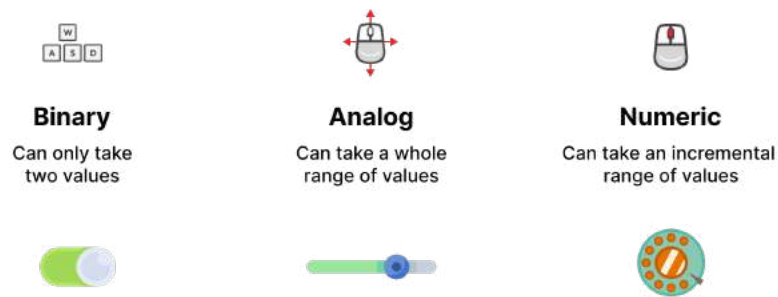 W
A S D
Binary
Can only take
two values
Analog
Can take a whole
range of values
Numeric
Can take an incremental
range of values